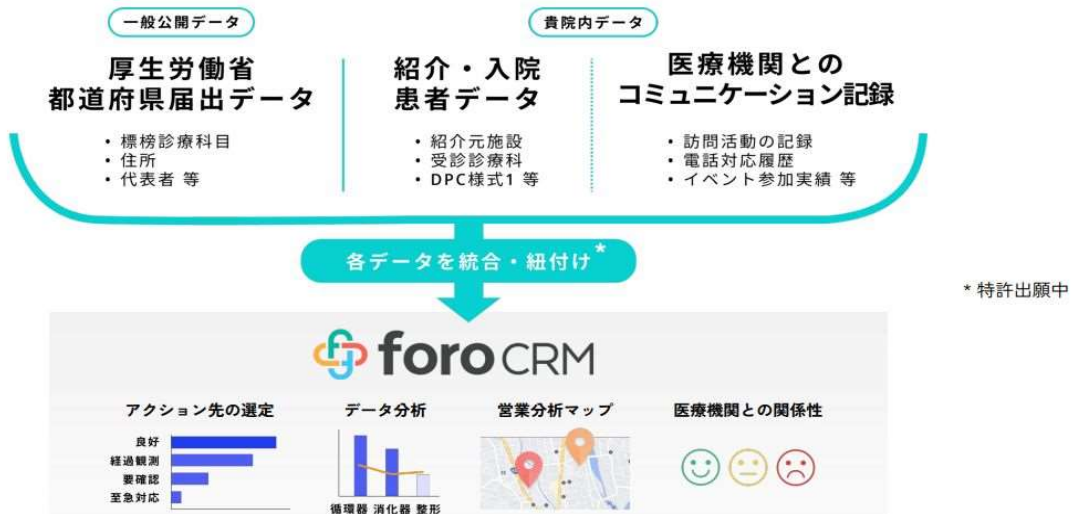 一般公開データ
貴院内データ
厚生労働省
都道府県届出データ
• 標榜診療科目
• 住所
• 代表者 等
紹介・入院
患者データ
• 紹介元施設
• 受診診療科
• DPC様式1 等
医療機関との
コミュニケーション記録
• 訪問活動の記録
• 電話対応履歴
• イベント参加実績 等
各データを統合・紐付け*
* 特許出願中
foro CRM
アクション先の選定
良好
経過観測
要確認
至急対応
データ分析
循環器 消化器 整形
営業分析マップ
医療機関との関係性